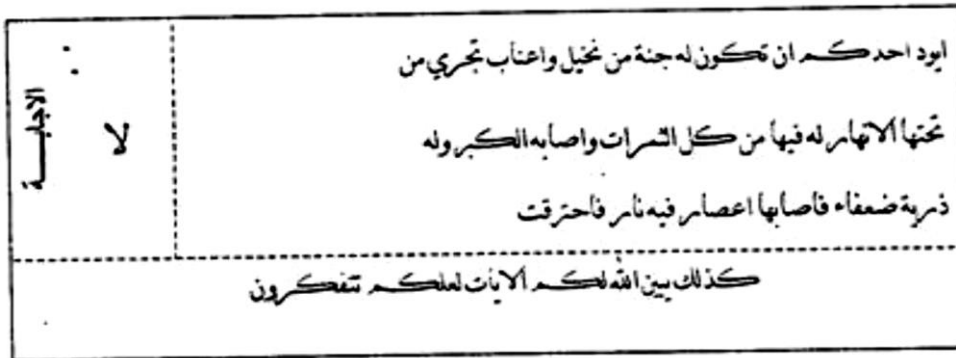 ايود احدكم ان تكون له جنة من نخيل واعناب تجري من
تحتها الانهار له فيها من كل الثمرات واصابه الكبر وله
ذرية ضعفاء فاصابها اعصار فيه نار فاحترقت
لا
الاجابة
كذلك يبين الله لكم الايات لعلكم تتفكرون